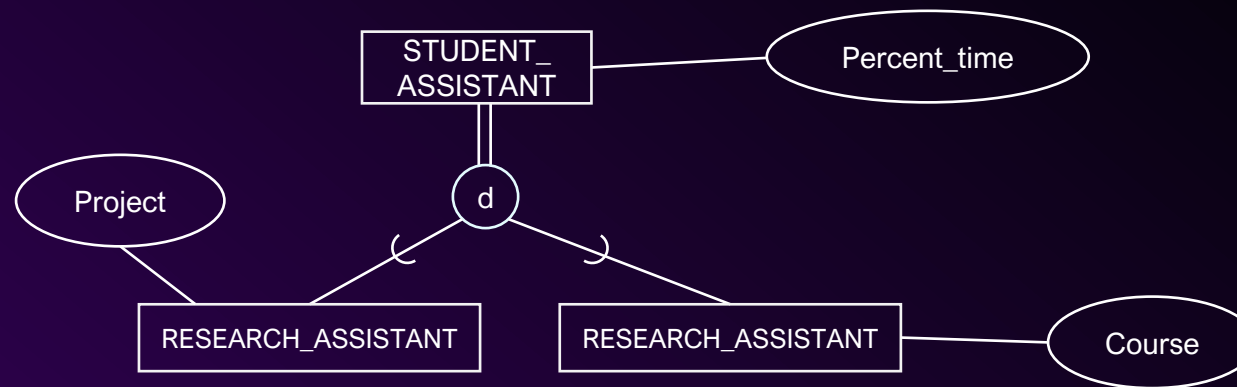 STUDENT_
ASSISTANT
Percent_time
Project
d
RESEARCH_ASSISTANT
RESEARCH_ASSISTANT
Course